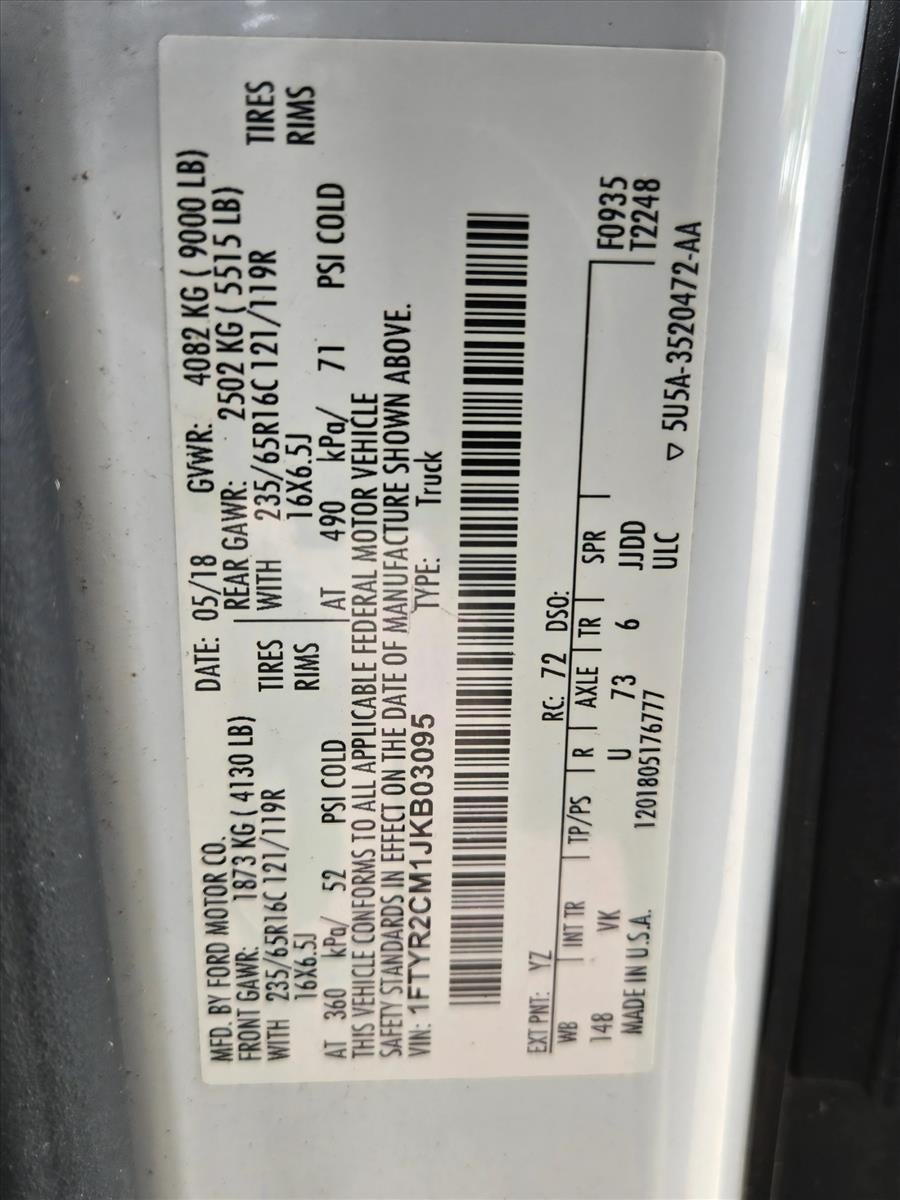 MFD. BY FORD MOTOR CO.
DATE: 05/18 GVWR: 4082 KG ( 9000 LB)
FRONT GAWR: 1873 KG ( 4130 LB) REAR GAWR: 2502 KG ( 5515 LB)
WITH 235/65R16C 121/119R TIRES WITH 235/65R16C 121/119R TIRES
16X6.5J RIMS 16X6.5J RIMS
AT 360 kPa/ 52 PSI COLD AT 490 kPa/ 71 PSI COLD
THIS VEHICLE CONFORMS TO ALL APPLICABLE FEDERAL MOTOR VEHICLE
SAFETY STANDARDS IN EFFECT ON THE DATE OF MANUFACTURE SHOWN ABOVE.
VIN: 1FTYR2CM1JKB03095 TYPE: Truck
EXT PNT: YZ RC: 72 DSO:
WB INT TR TP/PS R AXLE TR SPR F0935
148 VK U 73 6 JJDD T2248
MADE IN U.S.A. 1201805176777 ULC
▽ 5U5A-3520472-AA